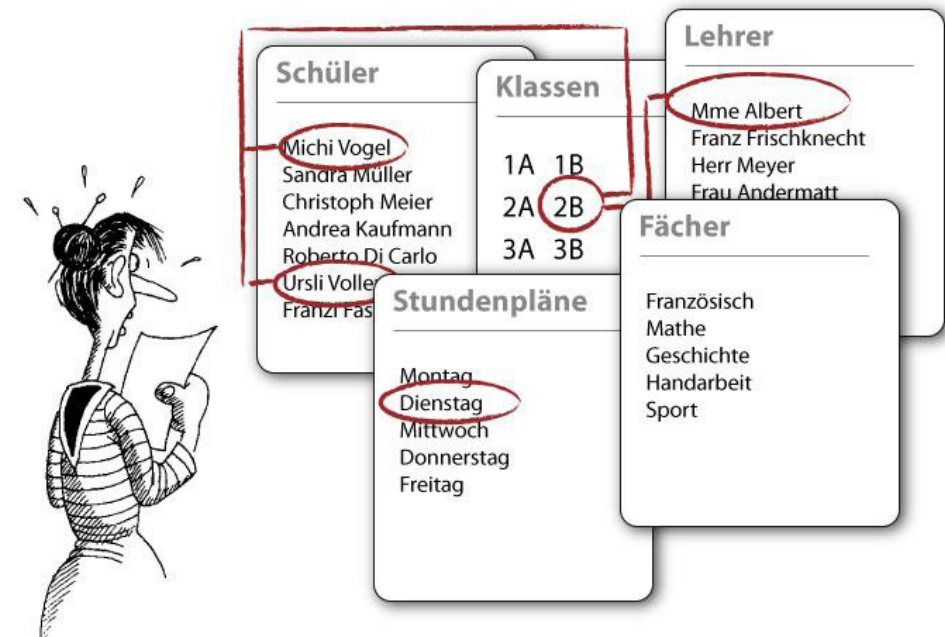 Schüler
Michi Vogel
Sandra Müller
Christoph Meier
Andrea Kaufmann
Roberto Di Carlo
Ursli
Franzi
Klassen
1A 1B
2A 2B
3A 3B
Lehrer
Mme Albert
Franz Frischknecht
Herr Meyer
Frau Andermatt
Stundenpläne
Montag
Dienstag
Mittwoch
Donnerstag
Freitag
Fächer
Französisch
Mathe
Geschichte
Handarbeit
Sport